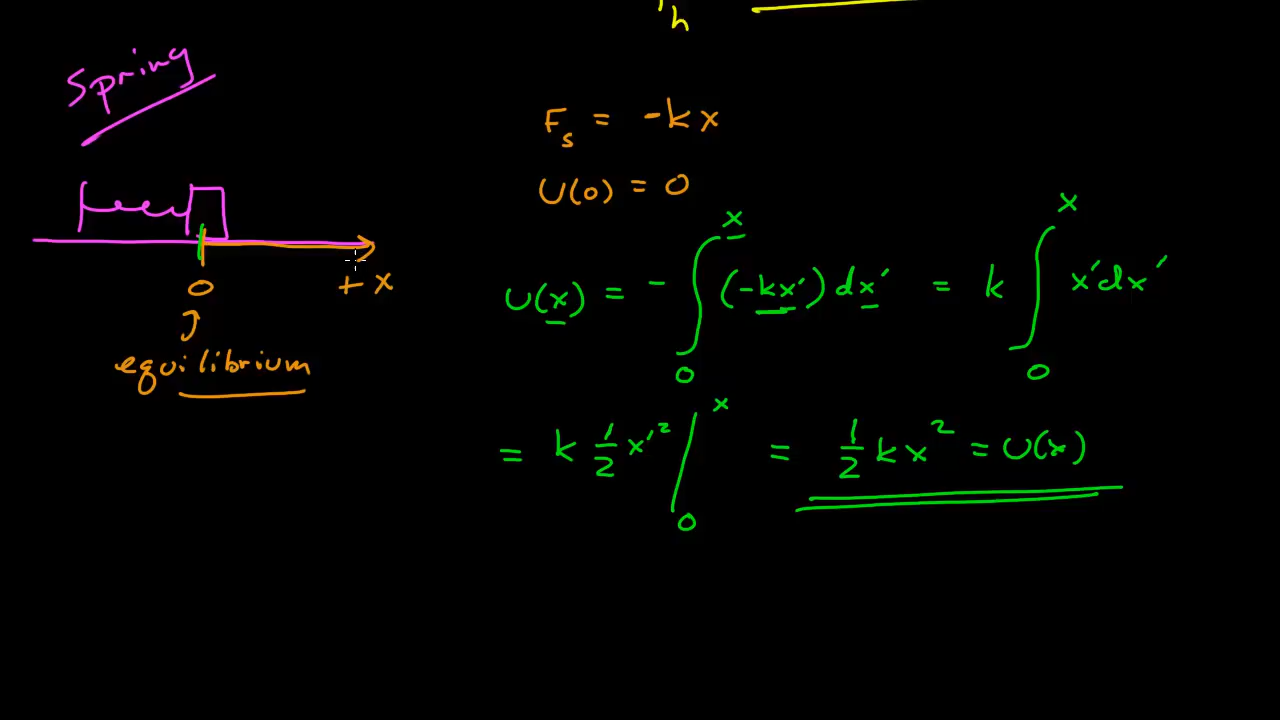 h
Spring
F_s = -kx
U(0) = 0
0
+x
equilibrium
U(x) = - ∫_0^x (-kx')dx' = k ∫_0^x x'dx'
= k 1/2 x'² |_0^x = 1/2 kx² = U(x)